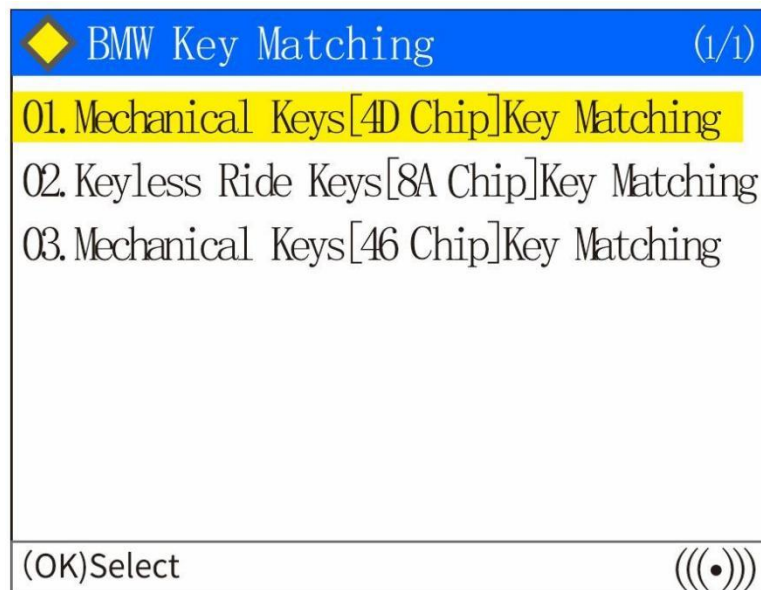 BMW Key Matching (1/1)
01.Mechanical Keys[4D Chip]Key Matching
02.Keyless Ride Keys[8A Chip]Key Matching
03.Mechanical Keys[46 Chip]Key Matching
(OK)Select